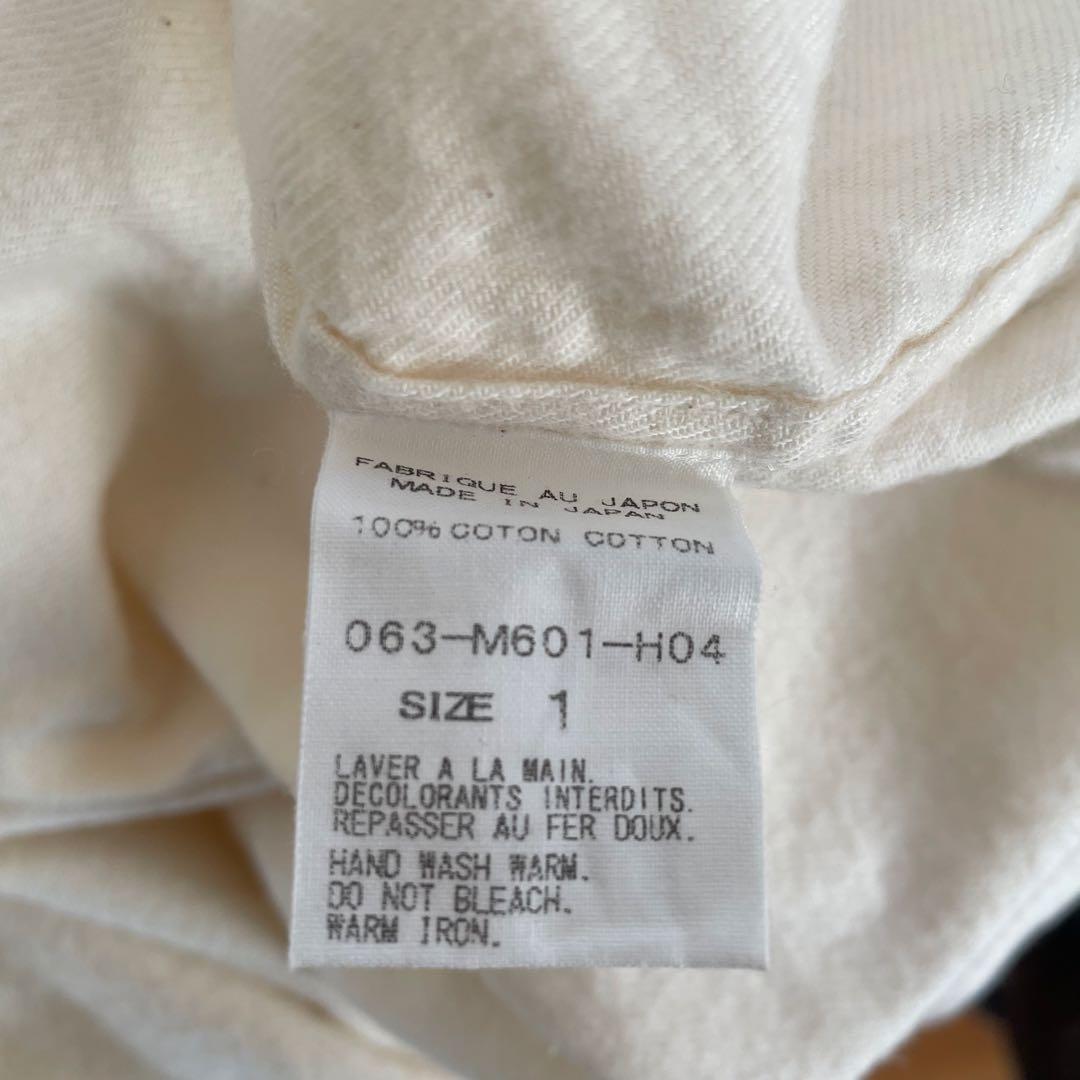 FABRIQUE AU JAPON
MADE IN JAPAN
100% COTON COTTON
063-M601-H04
SIZE 1
LAVER A LA MAIN.
DECOLORANTS INTERDITS.
REPASSER AU FER DOUX.
HAND WASH WARM.
DO NOT BLEACH.
WARM IRON.